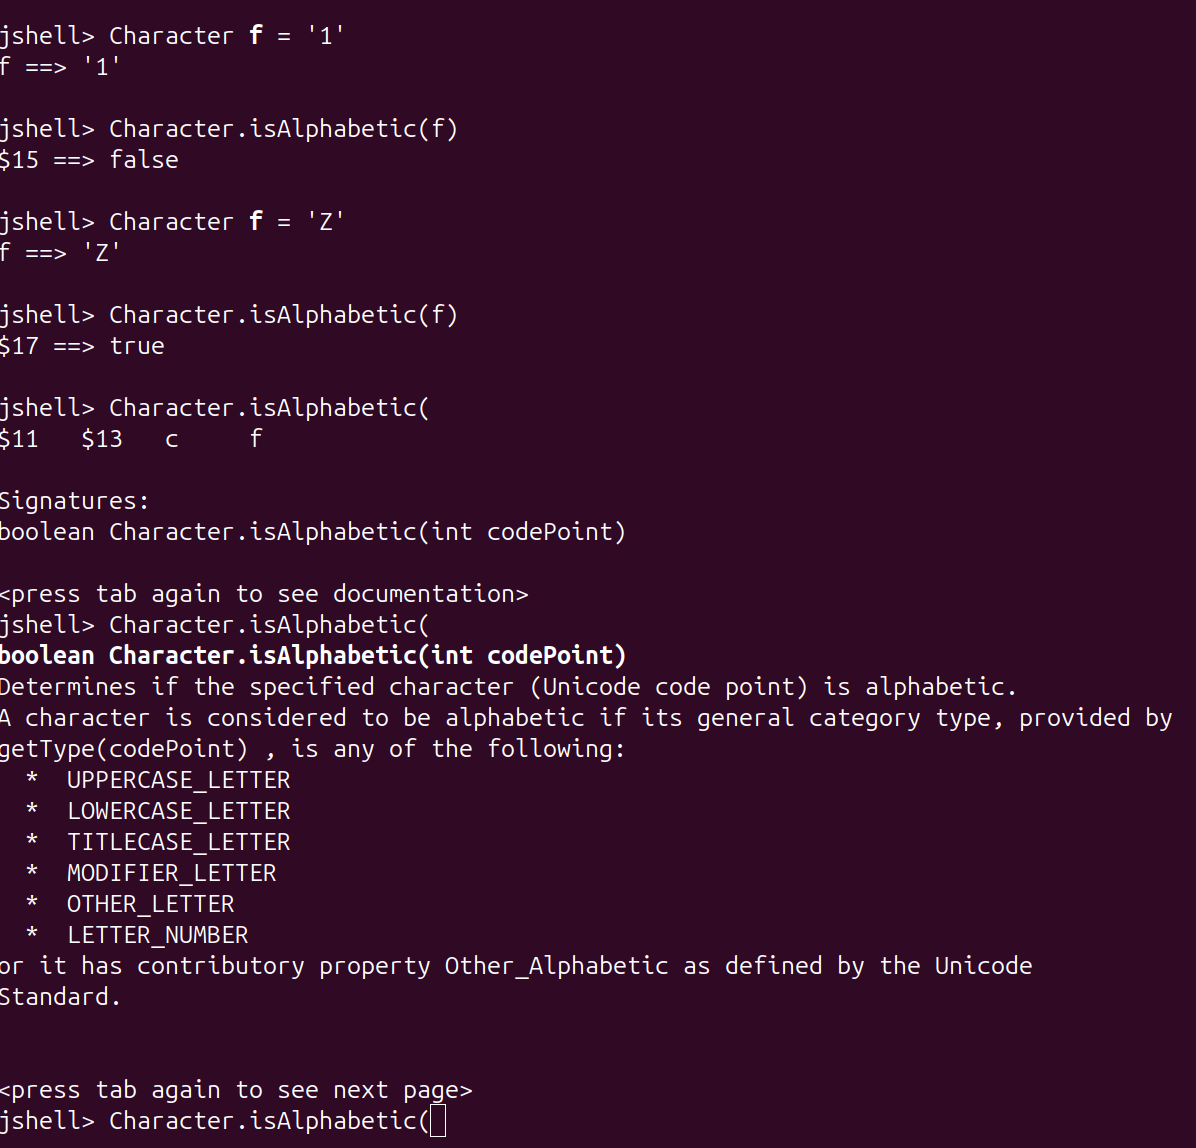 jshell> Character f = '1'
f ==> '1'
jshell> Character.isAlphabetic(f)
$15 ==> false
jshell> Character f = 'Z'
f ==> 'Z'
jshell> Character.isAlphabetic(f)
$17 ==> true
jshell> Character.isAlphabetic(
$11   $13   c     f
Signatures:
boolean Character.isAlphabetic(int codePoint)
<press tab again to see documentation>
jshell> Character.isAlphabetic(
boolean Character.isAlphabetic(int codePoint)
Determines if the specified character (Unicode code point) is alphabetic.
A character is considered to be alphabetic if its general category type, provided by
getType(codePoint) , is any of the following:
  *  UPPERCASE_LETTER
  *  LOWERCASE_LETTER
  *  TITLECASE_LETTER
  *  MODIFIER_LETTER
  *  OTHER_LETTER
  *  LETTER_NUMBER
or it has contributory property Other_Alphabetic as defined by the Unicode
Standard.
<press tab again to see next page>
jshell> Character.isAlphabetic(